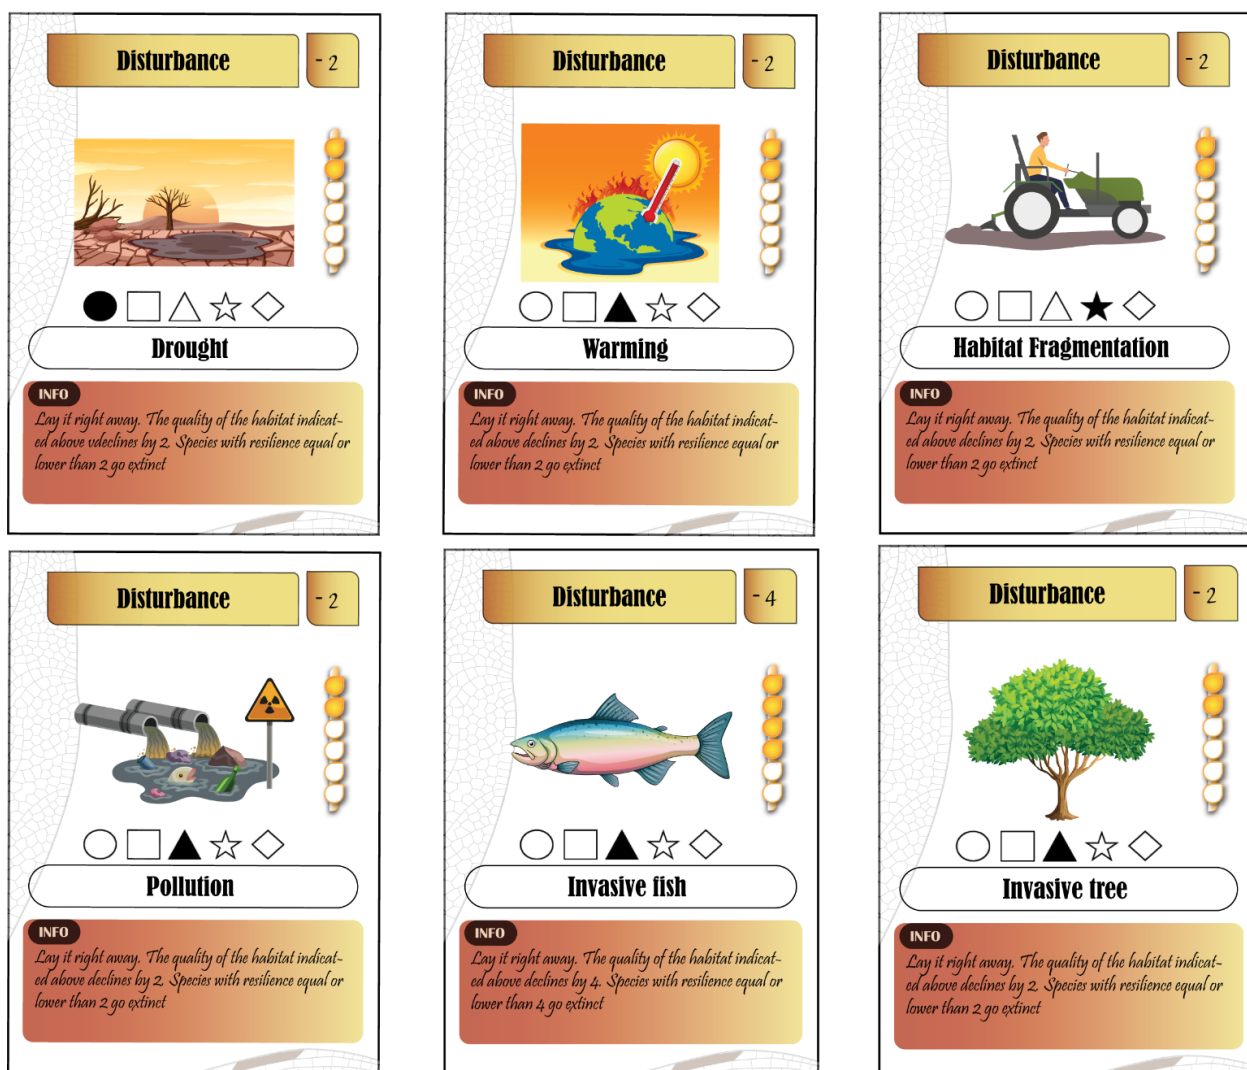 Disturbance - 2
Drought
INFO
Lay it right away. The quality of the habitat indicat-
ed above vdeclines by 2. Species with resilience equal or
lower than 2 go extinct
Disturbance - 2
Warming
INFO
Lay it right away. The quality of the habitat indicat-
ed above declines by 2. Species with resilience equal or
lower than 2 go extinct
Disturbance - 2
Habitat Fragmentation
INFO
Lay it right away. The quality of the habitat indicat-
ed above declines by 2. Species with resilience equal or
lower than 2 go extinct
Disturbance - 2
Pollution
INFO
Lay it right away. The quality of the habitat indicat-
ed above declines by 2. Species with resilience equal or
lower than 2 go extinct
Disturbance - 4
Invasive fish
INFO
Lay it right away. The quality of the habitat indicat-
ed above declines by 4. Species with resilience equal or
lower than 4 go extinct
Disturbance - 2
Invasive tree
INFO
Lay it right away. The quality of the habitat indicat-
ed above declines by 2. Species with resilience equal or
lower than 2 go extinct